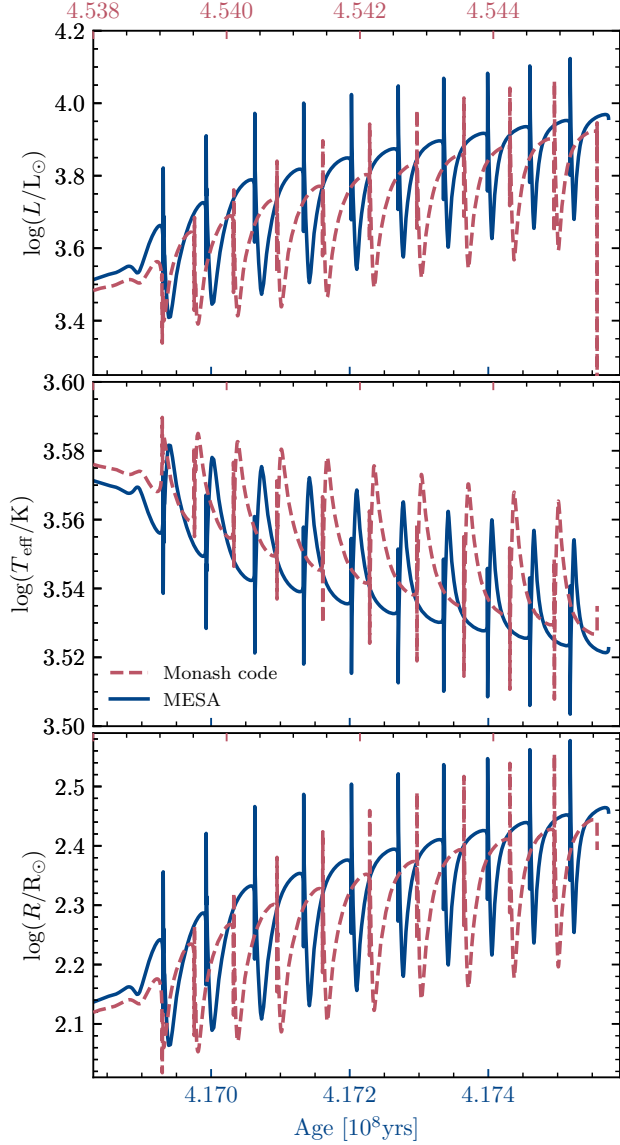 4.538 4.540 4.542 4.544
4.2
4.0
3.8
3.6
3.4
log(L/L⊙)
3.60
3.58
3.56
3.54
3.52
3.50
log(T_eff/K)
Monash code
MESA
2.5
2.4
2.3
2.2
2.1
log(R/R⊙)
4.170 4.172 4.174
Age [10⁸yrs]